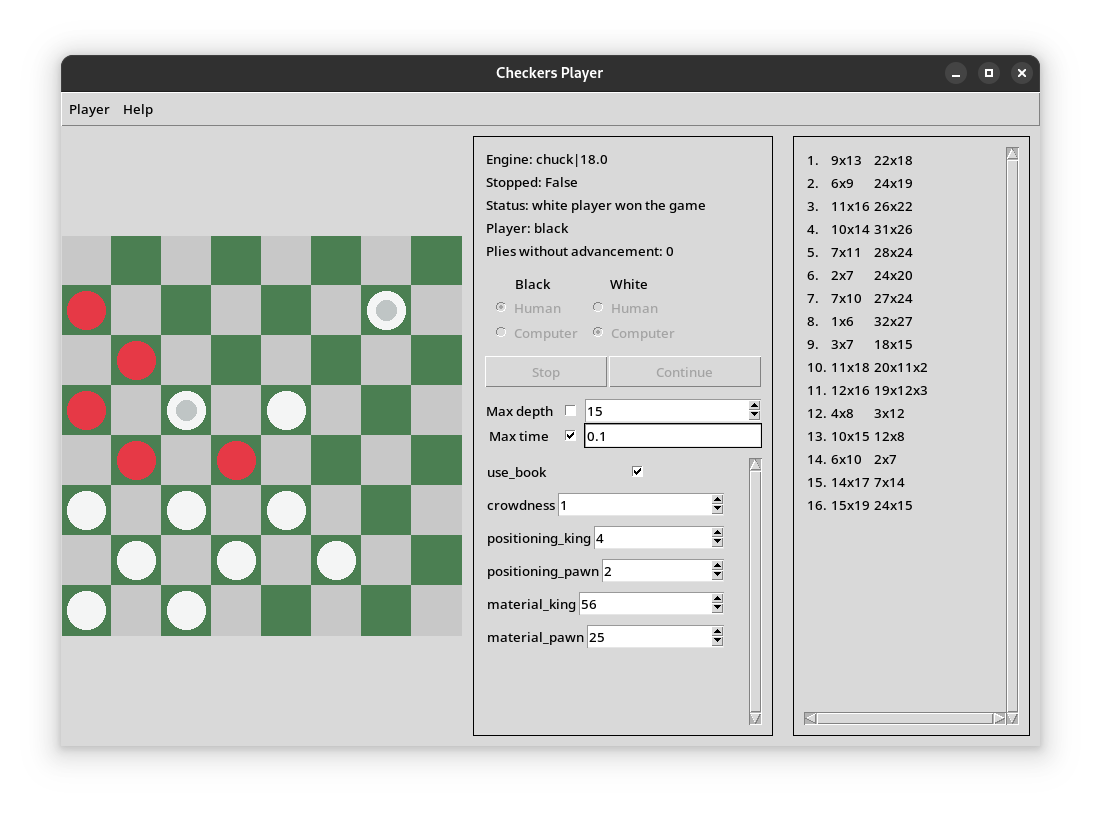 Checkers Player
Player Help
Engine: chuck|18.0
Stopped: False
Status: white player won the game
Player: black
Plies without advancement: 0
Black White
Human Human
Computer Computer
Stop Continue
Max depth 15
Max time 0.1
use_book
crowdness 1
positioning_king 4
positioning_pawn 2
material_king 56
material_pawn 25
1. 9x13 22x18
2. 6x9 24x19
3. 11x16 26x22
4. 10x14 31x26
5. 7x11 28x24
6. 2x7 24x20
7. 7x10 27x24
8. 1x6 32x27
9. 3x7 18x15
10. 11x18 20x11x2
11. 12x16 19x12x3
12. 4x8 3x12
13. 10x15 12x8
14. 6x10 2x7
15. 14x17 7x14
16. 15x19 24x15